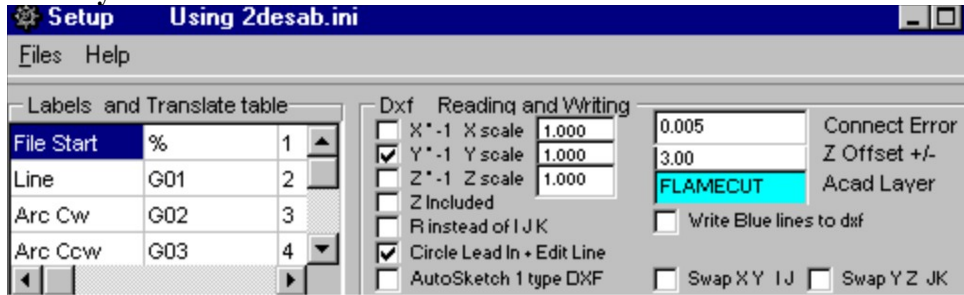 Setup Using 2desab.ini
Files Help
Labels and Translate table
File Start % 1
Line G01 2
Arc Cw G02 3
Arc Ccw G03 4
Dxf Reading and Writing
X*-1 X scale 1.000
Y*-1 Y scale 1.000
Z*-1 Z scale 1.000
Z Included
R instead of I J K
Circle Lead In + Edit Line
AutoSketch 1 type DXF
0.005 Connect Error
3.00 Z Offset +/-
FLAMECUT Acad Layer
Write Blue lines to dxf
Swap X Y I J Swap Y Z JK